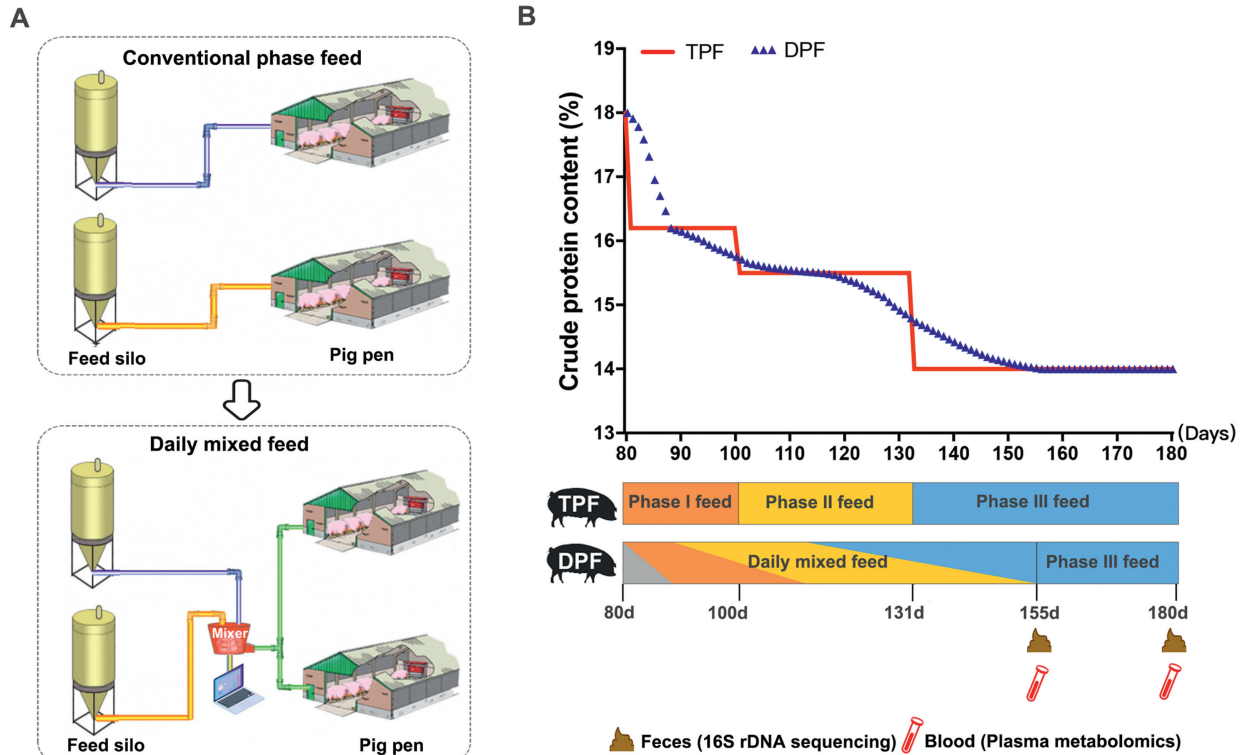 A
Conventional phase feed
Feed silo Pig pen
Daily mixed feed
Mixer
Feed silo Pig pen
B
TPF DPF
Crude protein content (%)
19
18
17
16
15
14
13
80 90 100 110 120 130 140 150 160 170 180 (Days)
TPF Phase I feed Phase II feed Phase III feed
DPF Daily mixed feed Phase III feed
80d 100d 131d 155d 180d
Feces (16S rDNA sequencing) Blood (Plasma metabolomics)